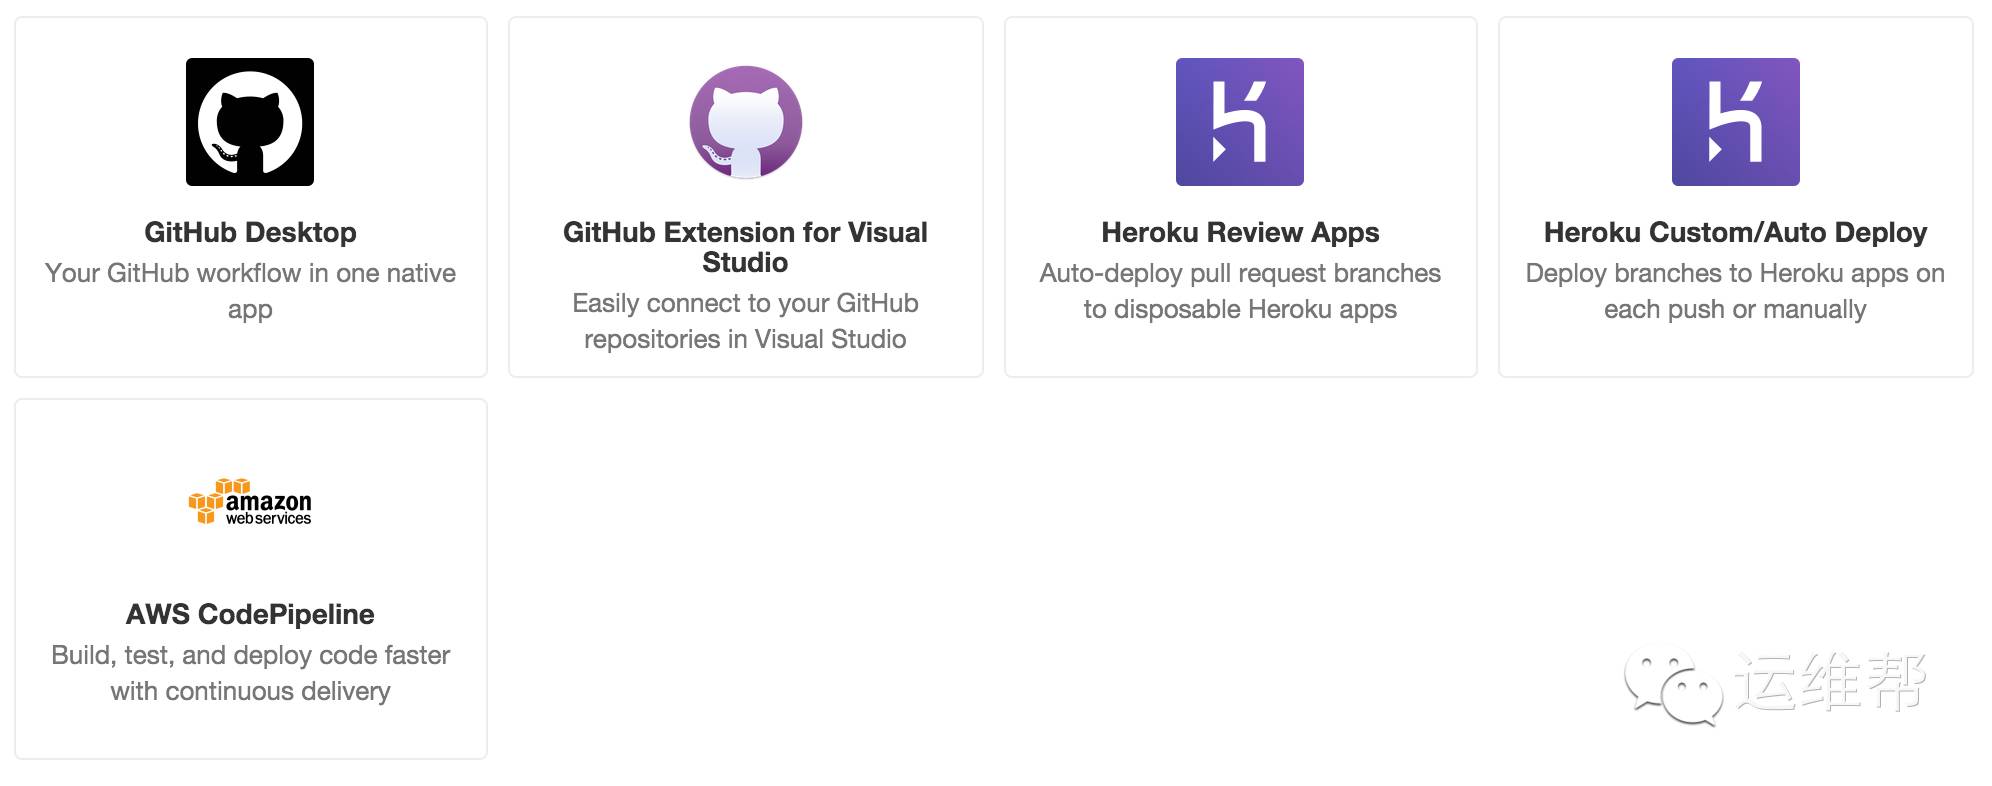 GitHub Desktop
Your GitHub workflow in one native
app
GitHub Extension for Visual
Studio
Easily connect to your GitHub
repositories in Visual Studio
Heroku Review Apps
Auto-deploy pull request branches
to disposable Heroku apps
Heroku Custom/Auto Deploy
Deploy branches to Heroku apps on
each push or manually
amazon
webservices
AWS CodePipeline
Build, test, and deploy code faster
with continuous delivery
运维帮